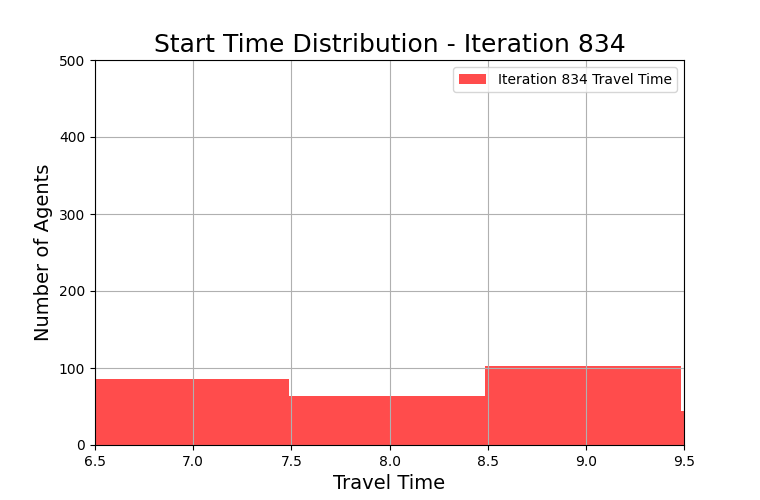 Start Time Distribution - Iteration 834
Iteration 834 Travel Time
Number of Agents
500
400
300
200
100
0
6.5 7.0 7.5 8.0 8.5 9.0 9.5
Travel Time